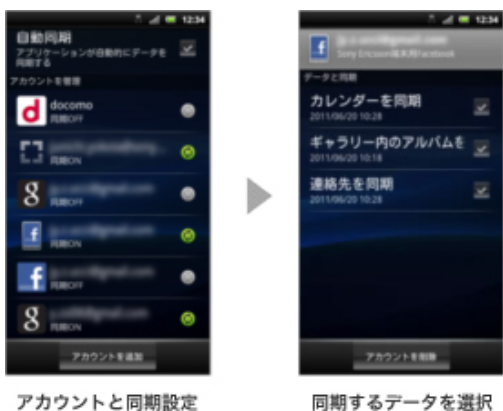 12:34
自動同期
アプリケーションが自動的にデータを
同期する
アカウントを管理
docomo
同期OFF
同期ON
同期OFF
同期ON
同期OFF
同期ON
アカウントを追加
アカウントと同期設定
12:34
Sony Ericsson端末用Facebook
データと同期
カレンダーを同期
2011/06/20 10:28
ギャラリー内のアルバムを
2011/06/20 10:18
連絡先を同期
2011/06/20 10:28
アカウントを削除
同期するデータを選択